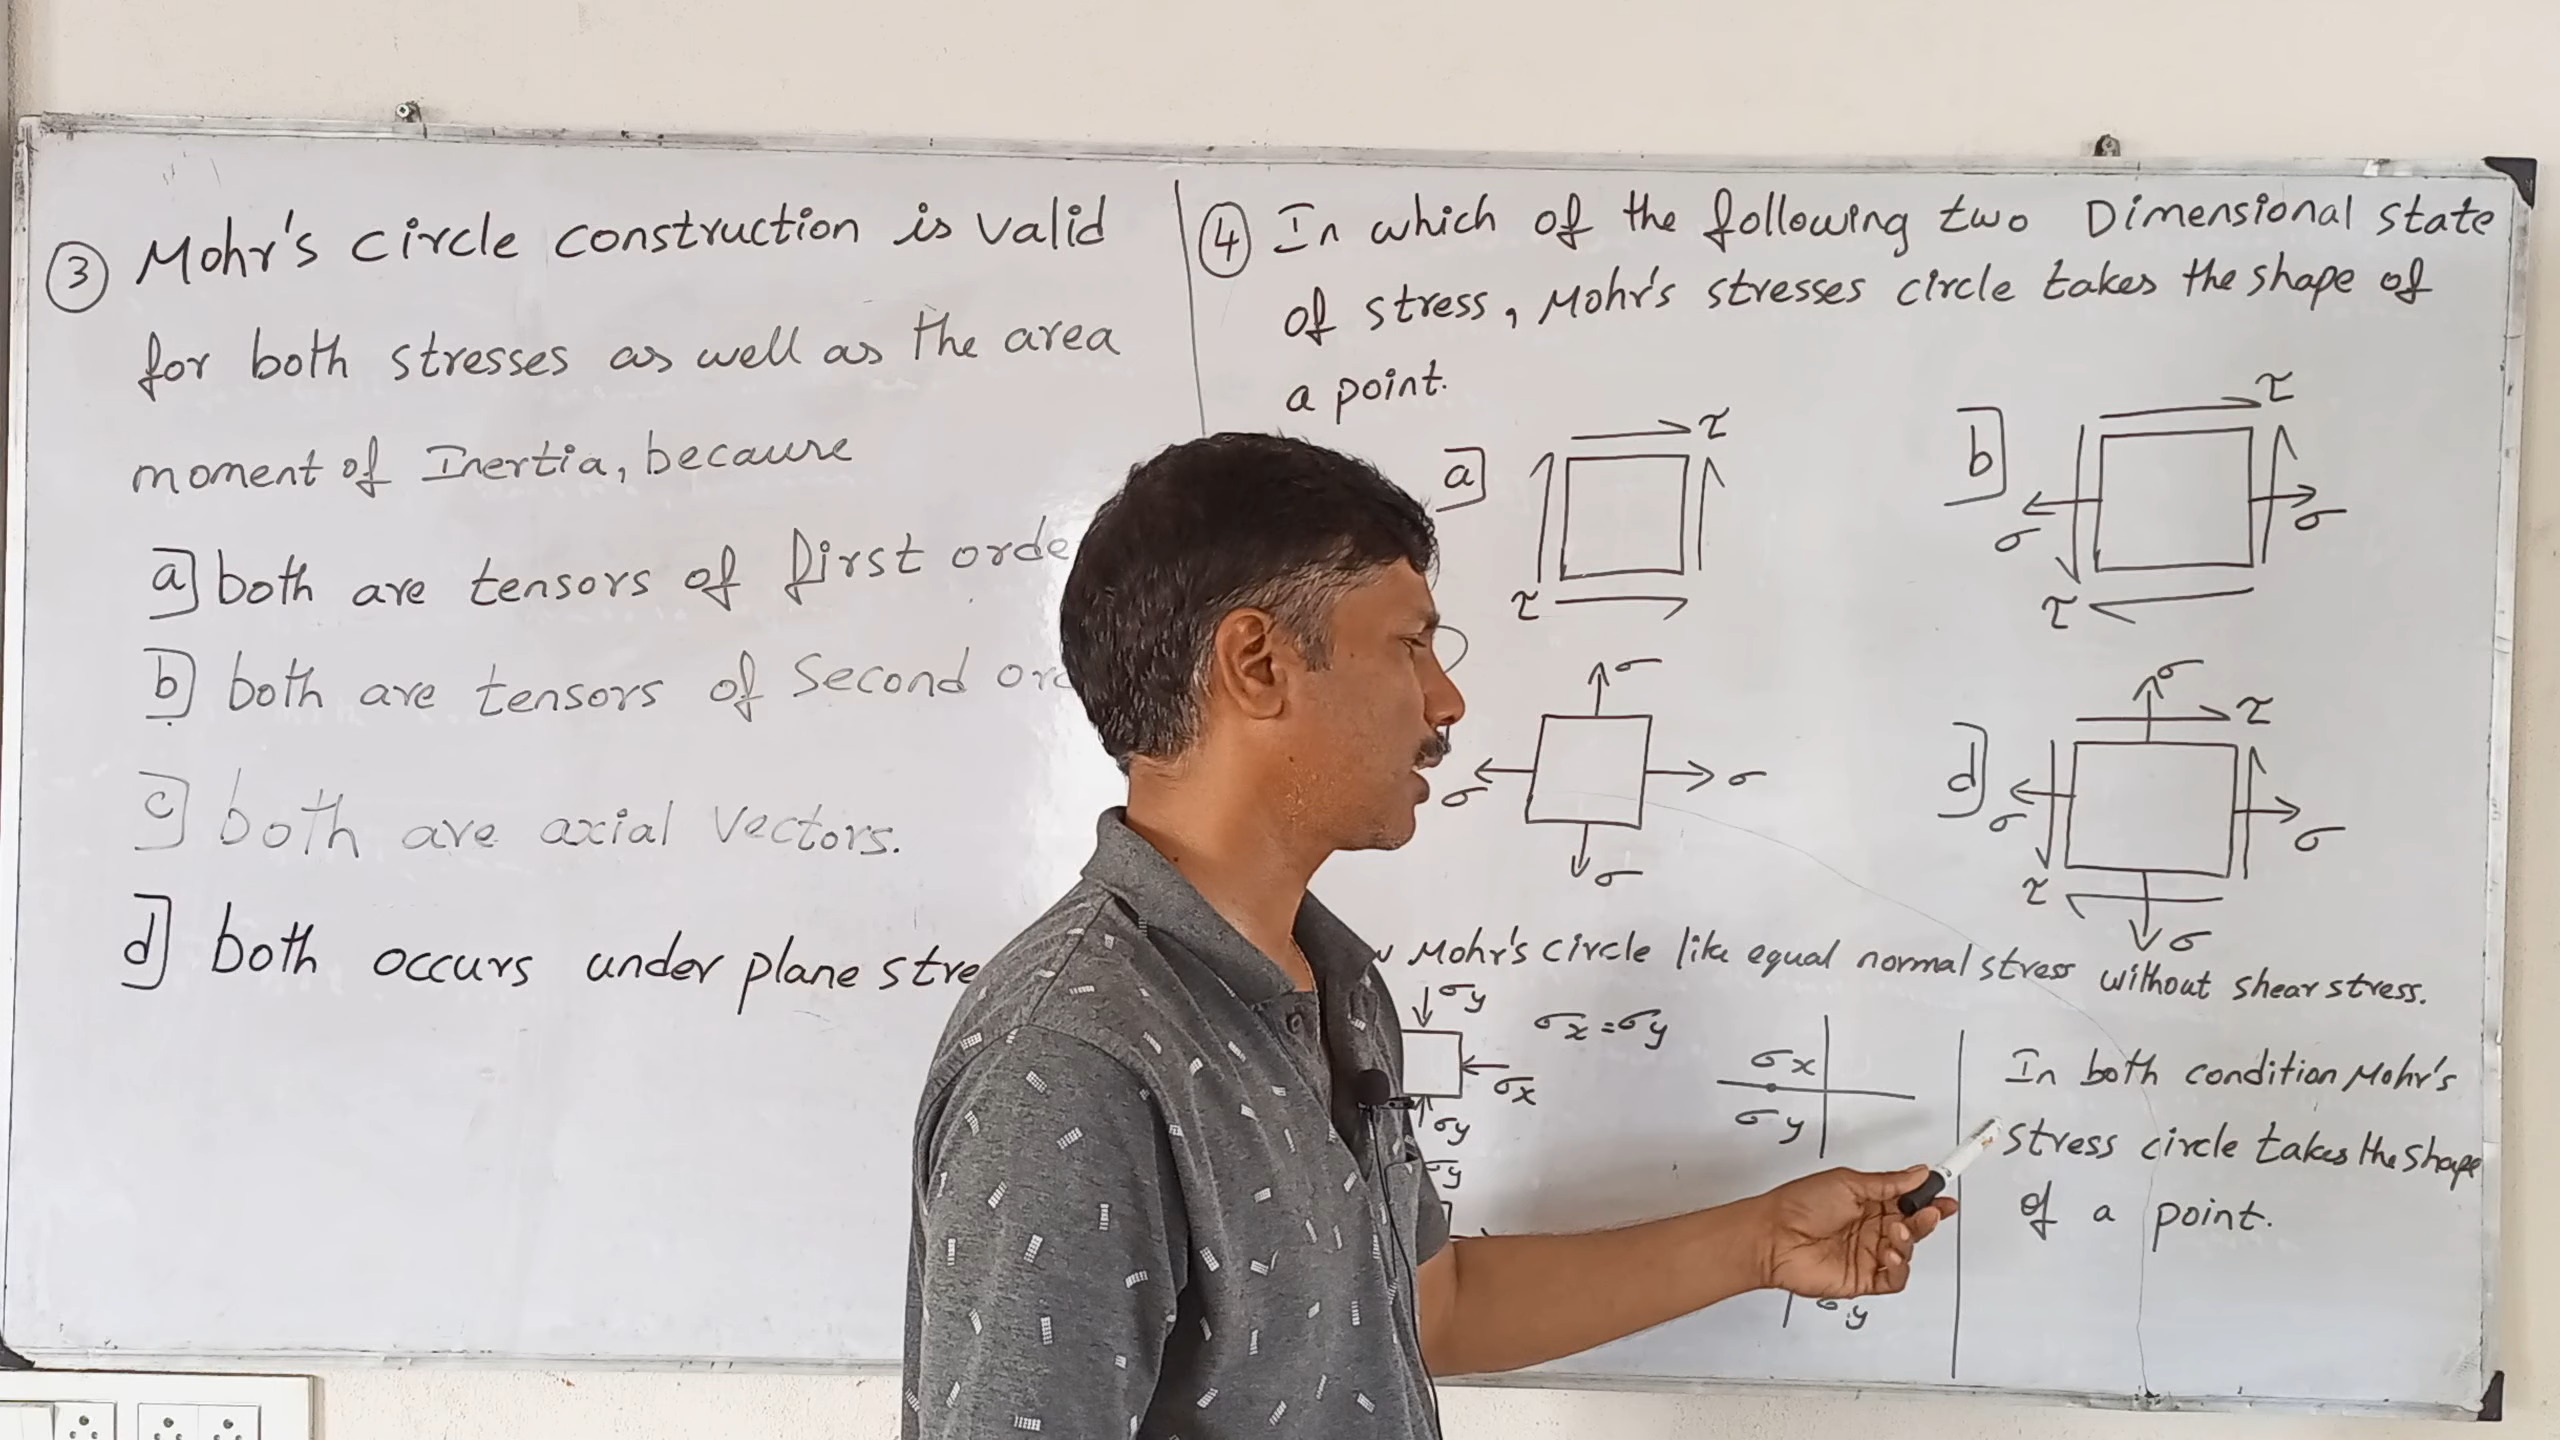 ③ Mohr's circle construction is valid
for both stresses as well as the area
moment of Inertia, because
a] both are tensors of first orde
b] both are tensors of second
c] both are axial vectors.
d] both occurs under plane
④ In which of the following two Dimensional state
of stress, Mohr's stresses circle takes the shape of
a point.
a] τ
τ
b] τ
σ σ
τ
σ
σ σ
σ
d] σ τ
σ σ
τ
σ
Mohr's circle like equal normal stress without shear stress.
σy
σx = σy
σx
σy
σx
σy
σy
σy
In both condition Mohr's
stress circle takes the shape
of a point.